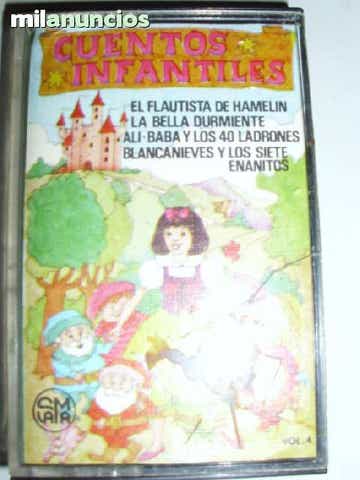 milanuncios
CUENTOS
INFANTILES
EL FLAUTISTA DE HAMELIN
LA BELLA DURMIENTE
ALI-BABA Y LOS 40 LADRONES
BLANCANIEVES Y LOS SIETE
ENANITOS
VOL. 4